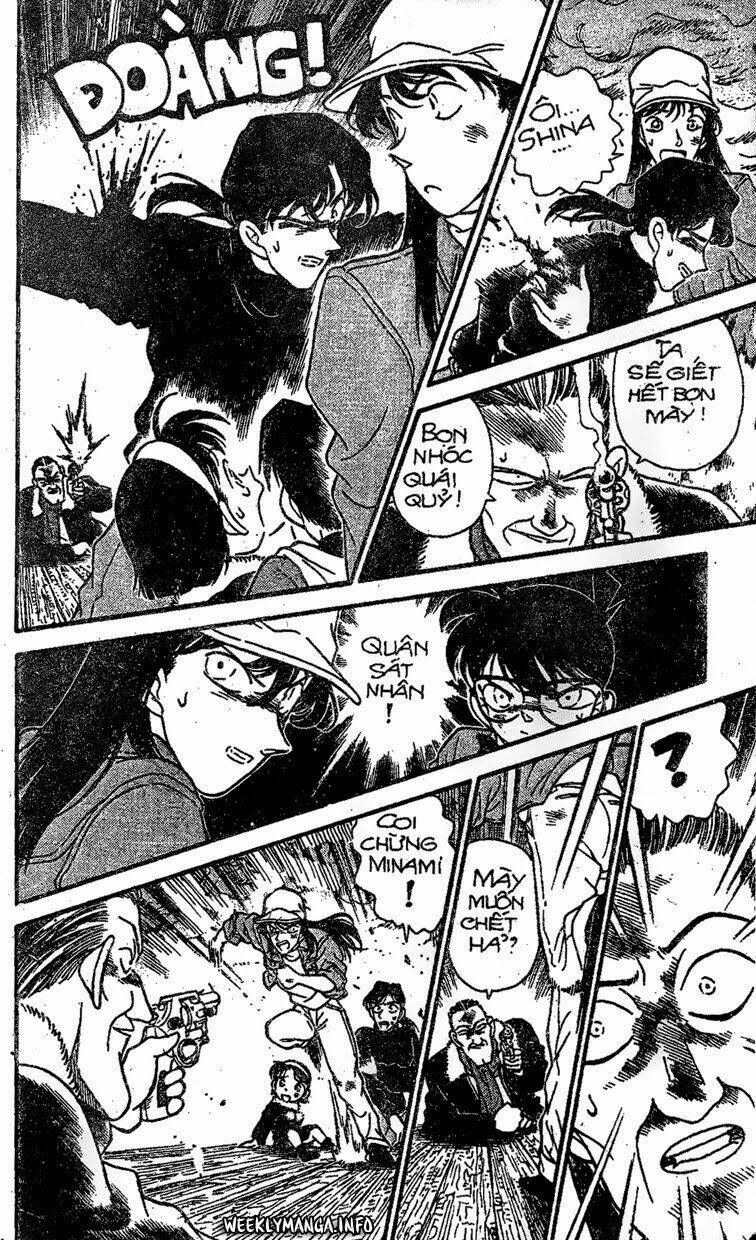 ĐOÀNG!
ÔI...
SHINA
....
TA
SẼ GIẾT
HẾT BỌN
MÀY!
BỌN
NHÓC
QUÁI
QUỶ!
QUÂN
SÁT
NHÂN
!
?
COI
CHỪNG
MINAMI
!
MÀY
MUỐN
CHẾT
HẢ??
WEEKLYMANGA.INFO